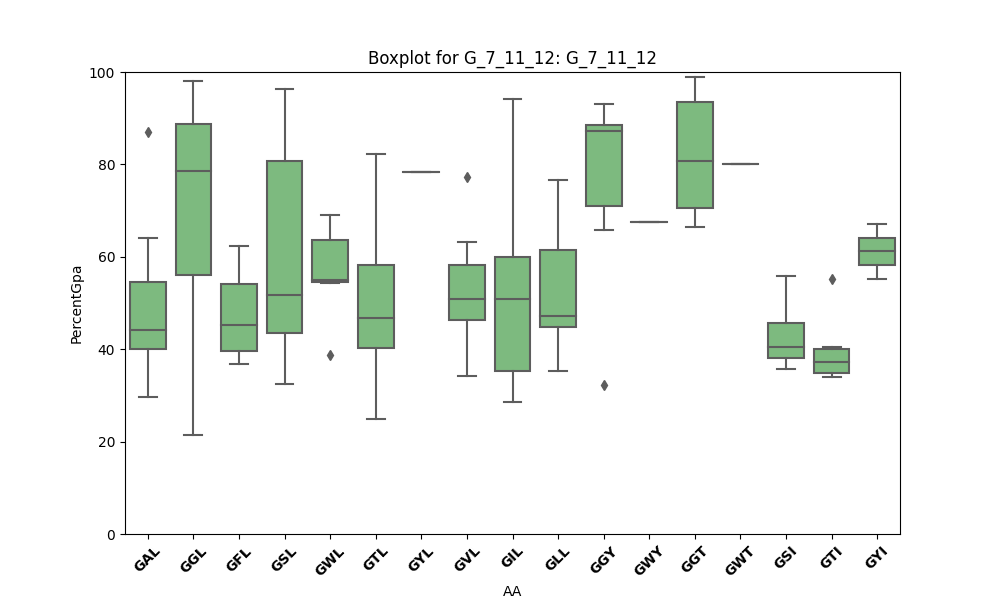 Boxplot for G_7_11_12: G_7_11_12
100
80
60
40
20
0
PercentGpa
GAL GGL GFL GSL GWL GTL GYL GVL GIL GLL GGY GWY GGT GWT GSI GTI GYI
AA